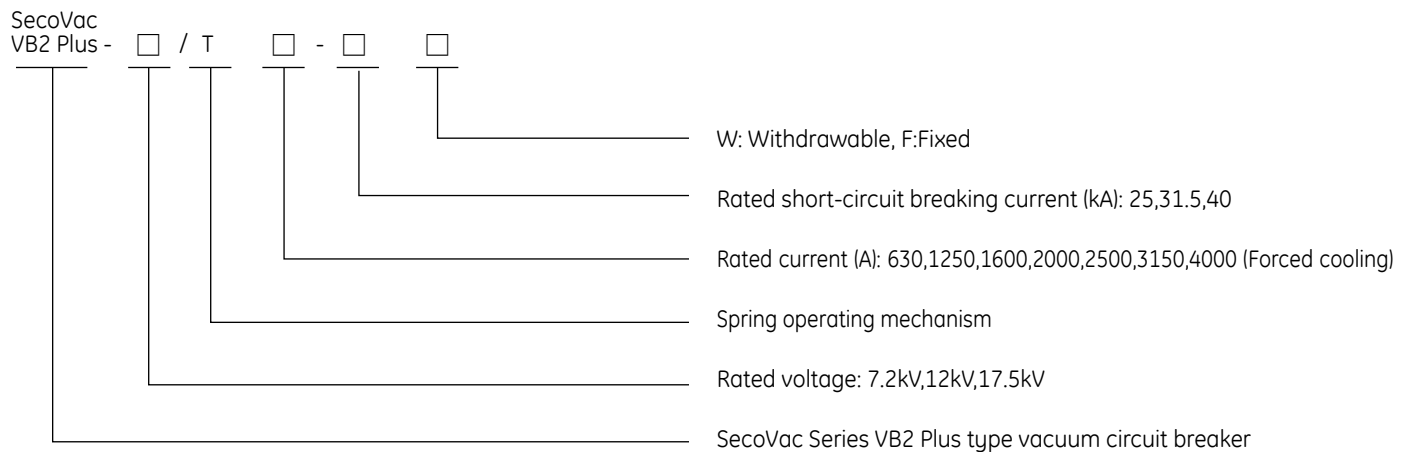 SecoVac
VB2 Plus - □ / T □ - □ □
W: Withdrawable, F:Fixed
Rated short-circuit breaking current (kA): 25,31.5,40
Rated current (A): 630,1250,1600,2000,2500,3150,4000 (Forced cooling)
Spring operating mechanism
Rated voltage: 7.2kV,12kV,17.5kV
SecoVac Series VB2 Plus type vacuum circuit breaker